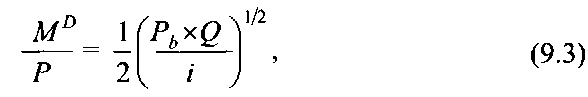 M^D/P = 1/2 (P_b×Q/i)^1/2, (9.3)